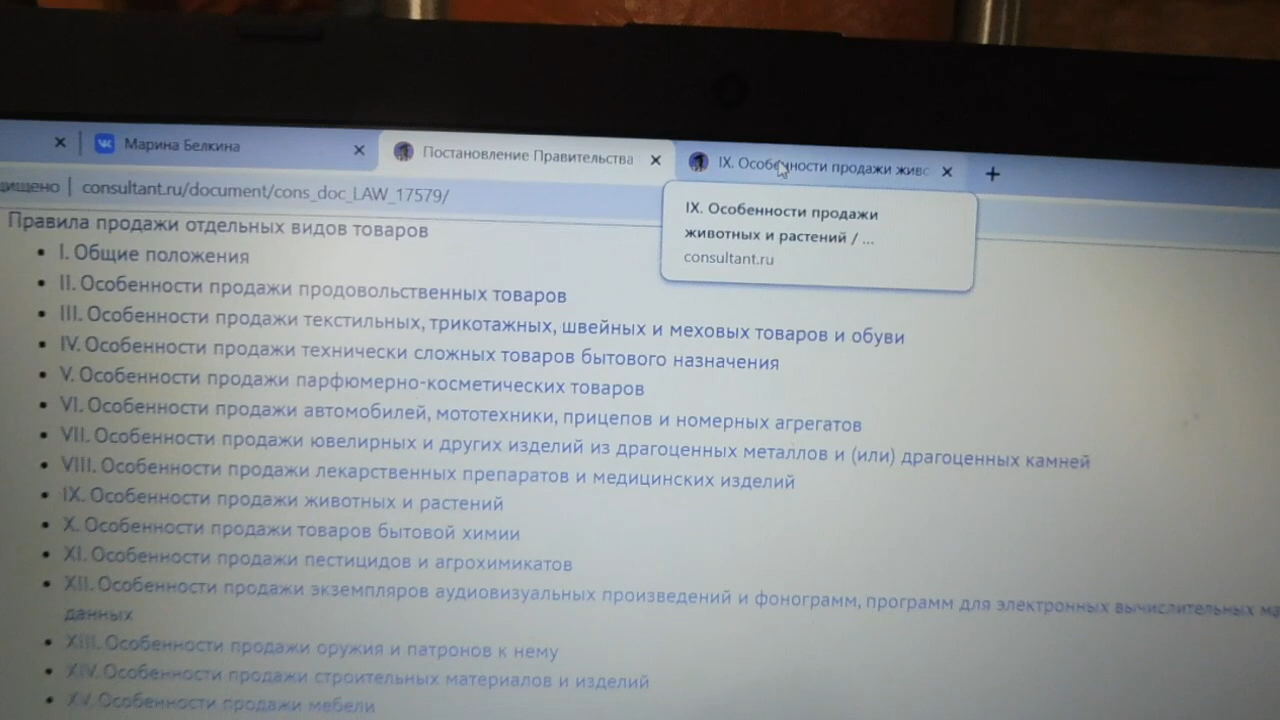 Марина Белкина
Постановление Правительства
IX. Особенности продажи живо
consultant.ru/document/cons_doc_LAW_17579/
IX. Особенности продажи
животных и растений / ...
consultant.ru
Правила продажи отдельных видов товаров
I. Общие положения
II. Особенности продажи продовольственных товаров
III. Особенности продажи текстильных, трикотажных, швейных и меховых товаров и обуви
IV. Особенности продажи технически сложных товаров бытового назначения
V. Особенности продажи парфюмерно-косметических товаров
VI. Особенности продажи автомобилей, мототехники, прицепов и номерных агрегатов
VII. Особенности продажи ювелирных и других изделий из драгоценных металлов и (или) драгоценных камней
VIII. Особенности продажи лекарственных препаратов и медицинских изделий
IX. Особенности продажи животных и растений
X. Особенности продажи товаров бытовой химии
XI. Особенности продажи пестицидов и агрохимикатов
XII. Особенности продажи экземпляров аудиовизуальных произведений и фонограмм, программ для электронных вычислительных
данных
XIII. Особенности продажи оружия и патронов к нему
XIV. Особенности продажи строительных материалов и изделий
XV. Особенности продажи мебели